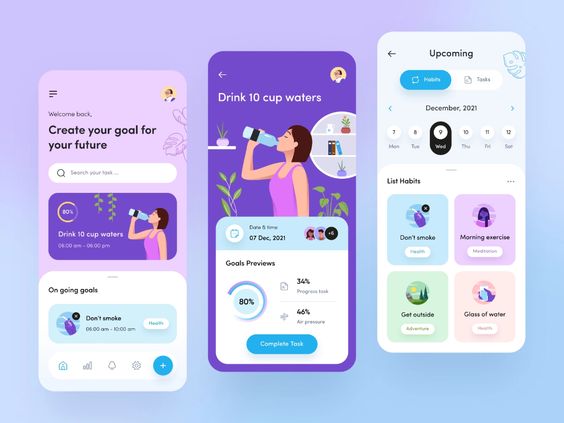 Welcome back,
Create your goal for
your future
Search your task ...
80%
Drink 10 cup waters
06:00 am - 06:00 pm
On going goals
Don't smoke
06:00 am - 10:00 am
Health
Drink 10 cup waters
Date & time
07 Dec, 2021
+6
Goals Previews
80%
34%
Progress task
46%
Air pressure
Complete Task
Upcoming
Habits
Tasks
December, 2021
7 8 9 10 11 12
Mon Tue Wed Thu Fri Sat
List Habits
Don't smoke
Health
Morning exercise
Meditation
Get outside
Adventure
Glass of water
Health